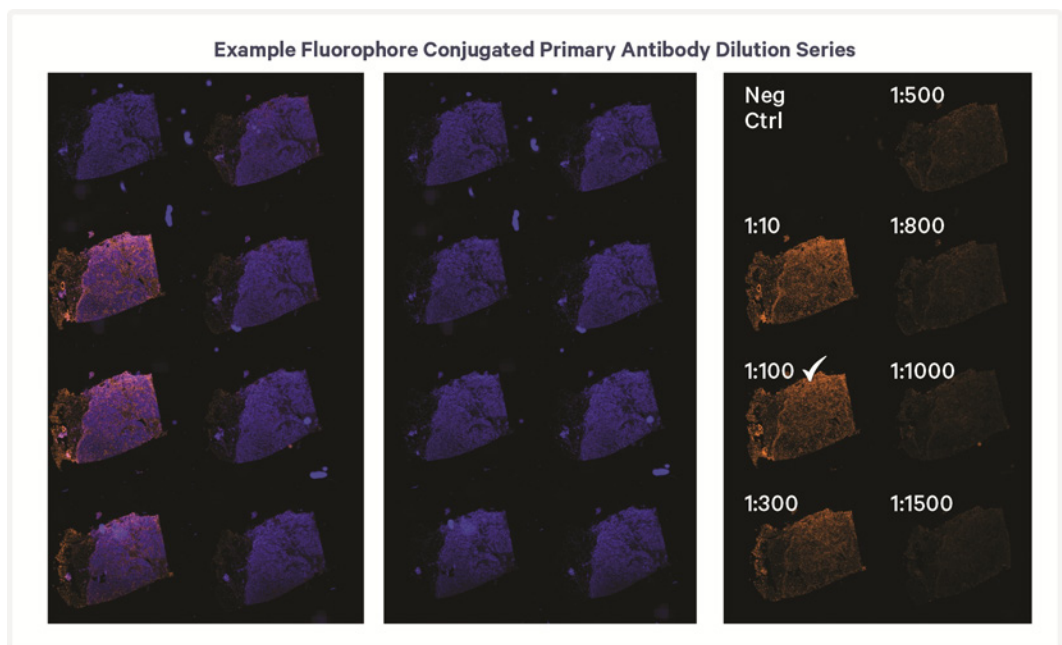 Example Fluorophore Conjugated Primary Antibody Dilution Series
Neg
Ctrl
1:500
1:10
1:800
1:100 ✓
1:1000
1:300
1:1500